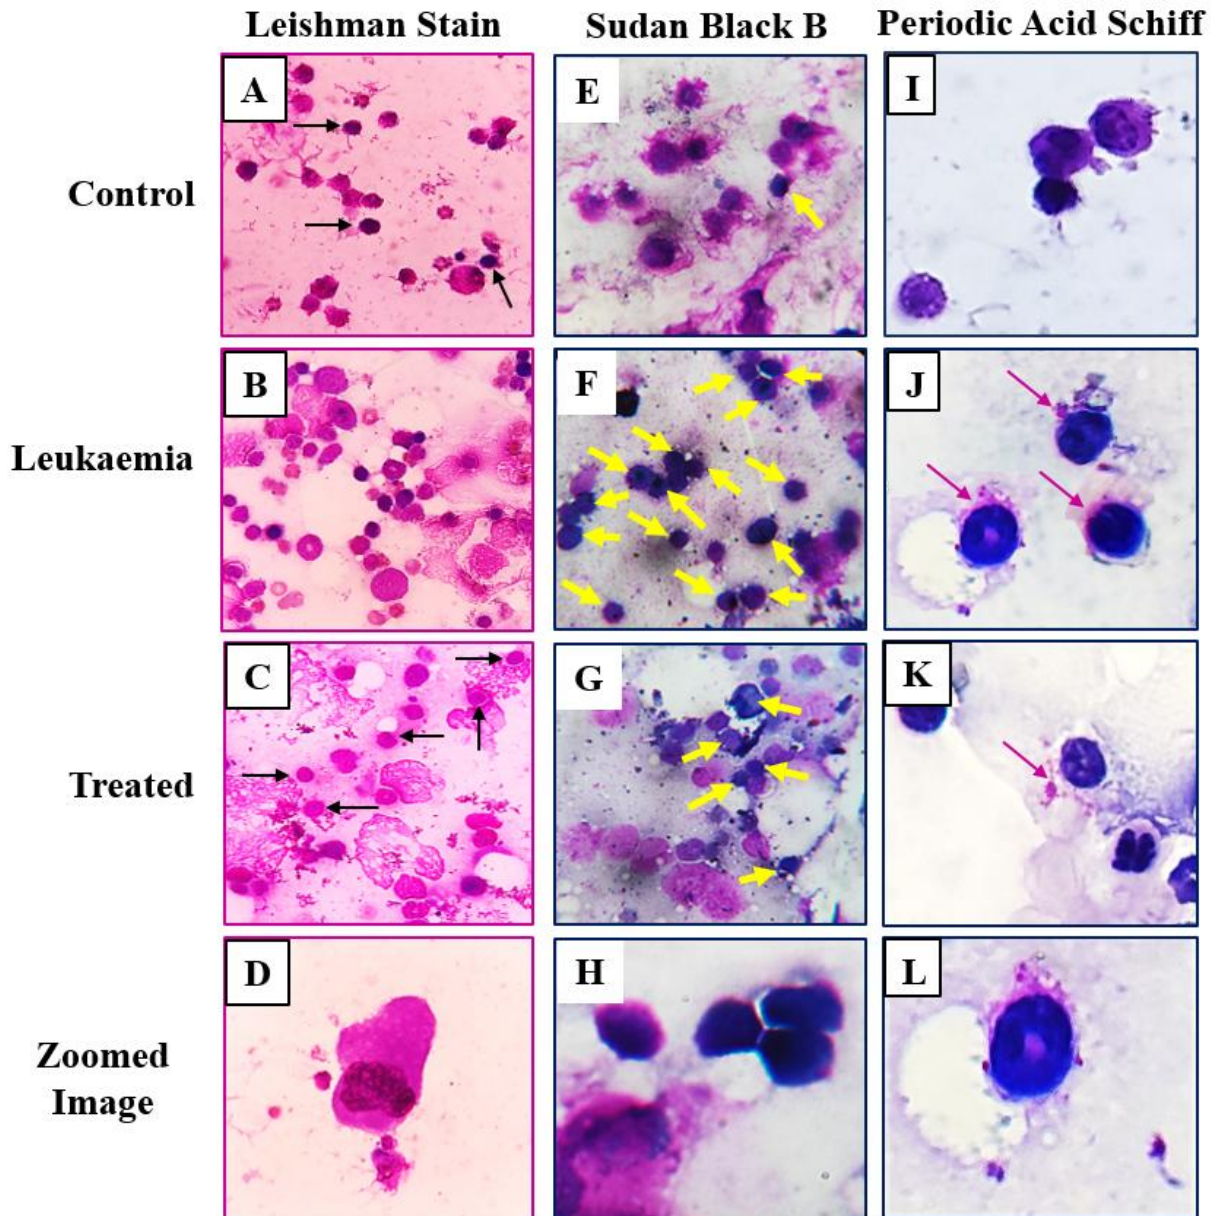 Leishman Stain
Sudan Black B
Periodic Acid Schiff
Control
A
E
I
Leukaemia
B
F
J
Treated
C
G
K
Zoomed
Image
D
H
L